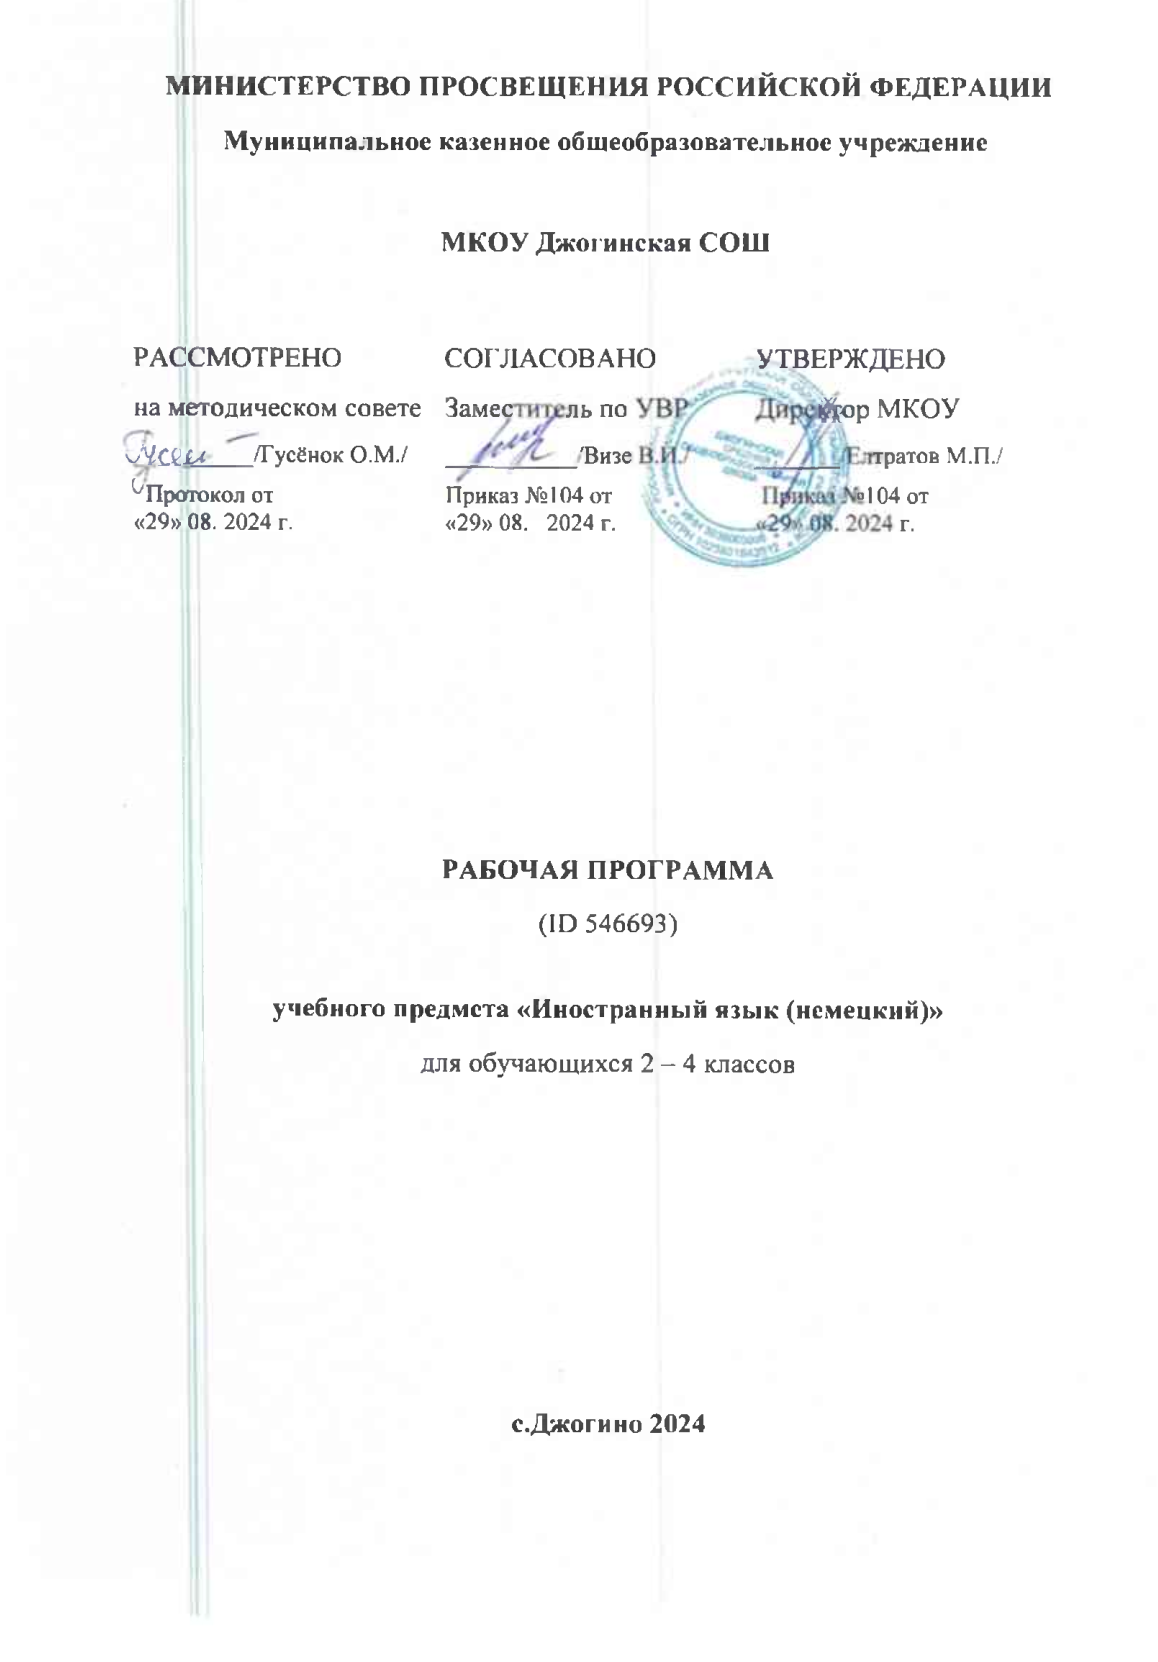 МИНИСТЕРСТВО ПРОСВЕЩЕНИЯ РОССИЙСКОЙ ФЕДЕРАЦИИ
Муниципальное казенное общеобразовательное учреждение
МКОУ Джогинская СОШ
РАССМОТРЕНО
на методическом совете
/Гусёнок О.М./
Протокол от
«29» 08. 2024 г.
СОГЛАСОВАНО
Заместитель по УВР
/Визе В.И./
Приказ №104 от
«29» 08. 2024 г.
УТВЕРЖДЕНО
Директор МКОУ
/Елтратов М.П./
Приказ №104 от
«29» 08. 2024 г.
РАБОЧАЯ ПРОГРАММА
(ID 546693)
учебного предмета «Иностранный язык (немецкий)»
для обучающихся 2 – 4 классов
с.Джогино 2024